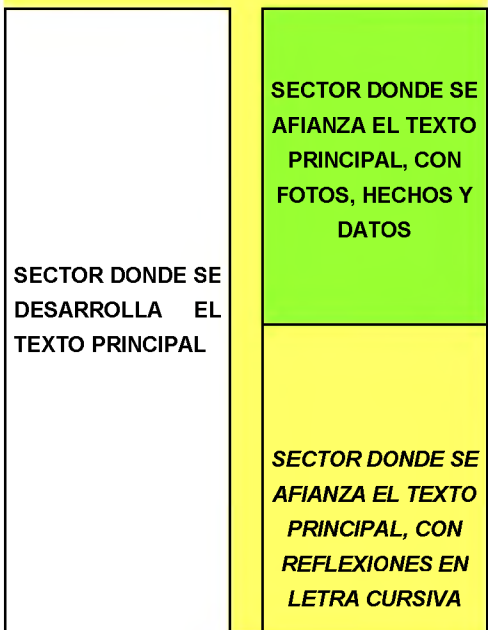 SECTOR DONDE SE
DESARROLLA EL
TEXTO PRINCIPAL
SECTOR DONDE SE
AFIANZA EL TEXTO
PRINCIPAL, CON
FOTOS, HECHOS Y
DATOS
SECTOR DONDE SE
AFIANZA EL TEXTO
PRINCIPAL, CON
REFLEXIONES EN
LETRA CURSIVA